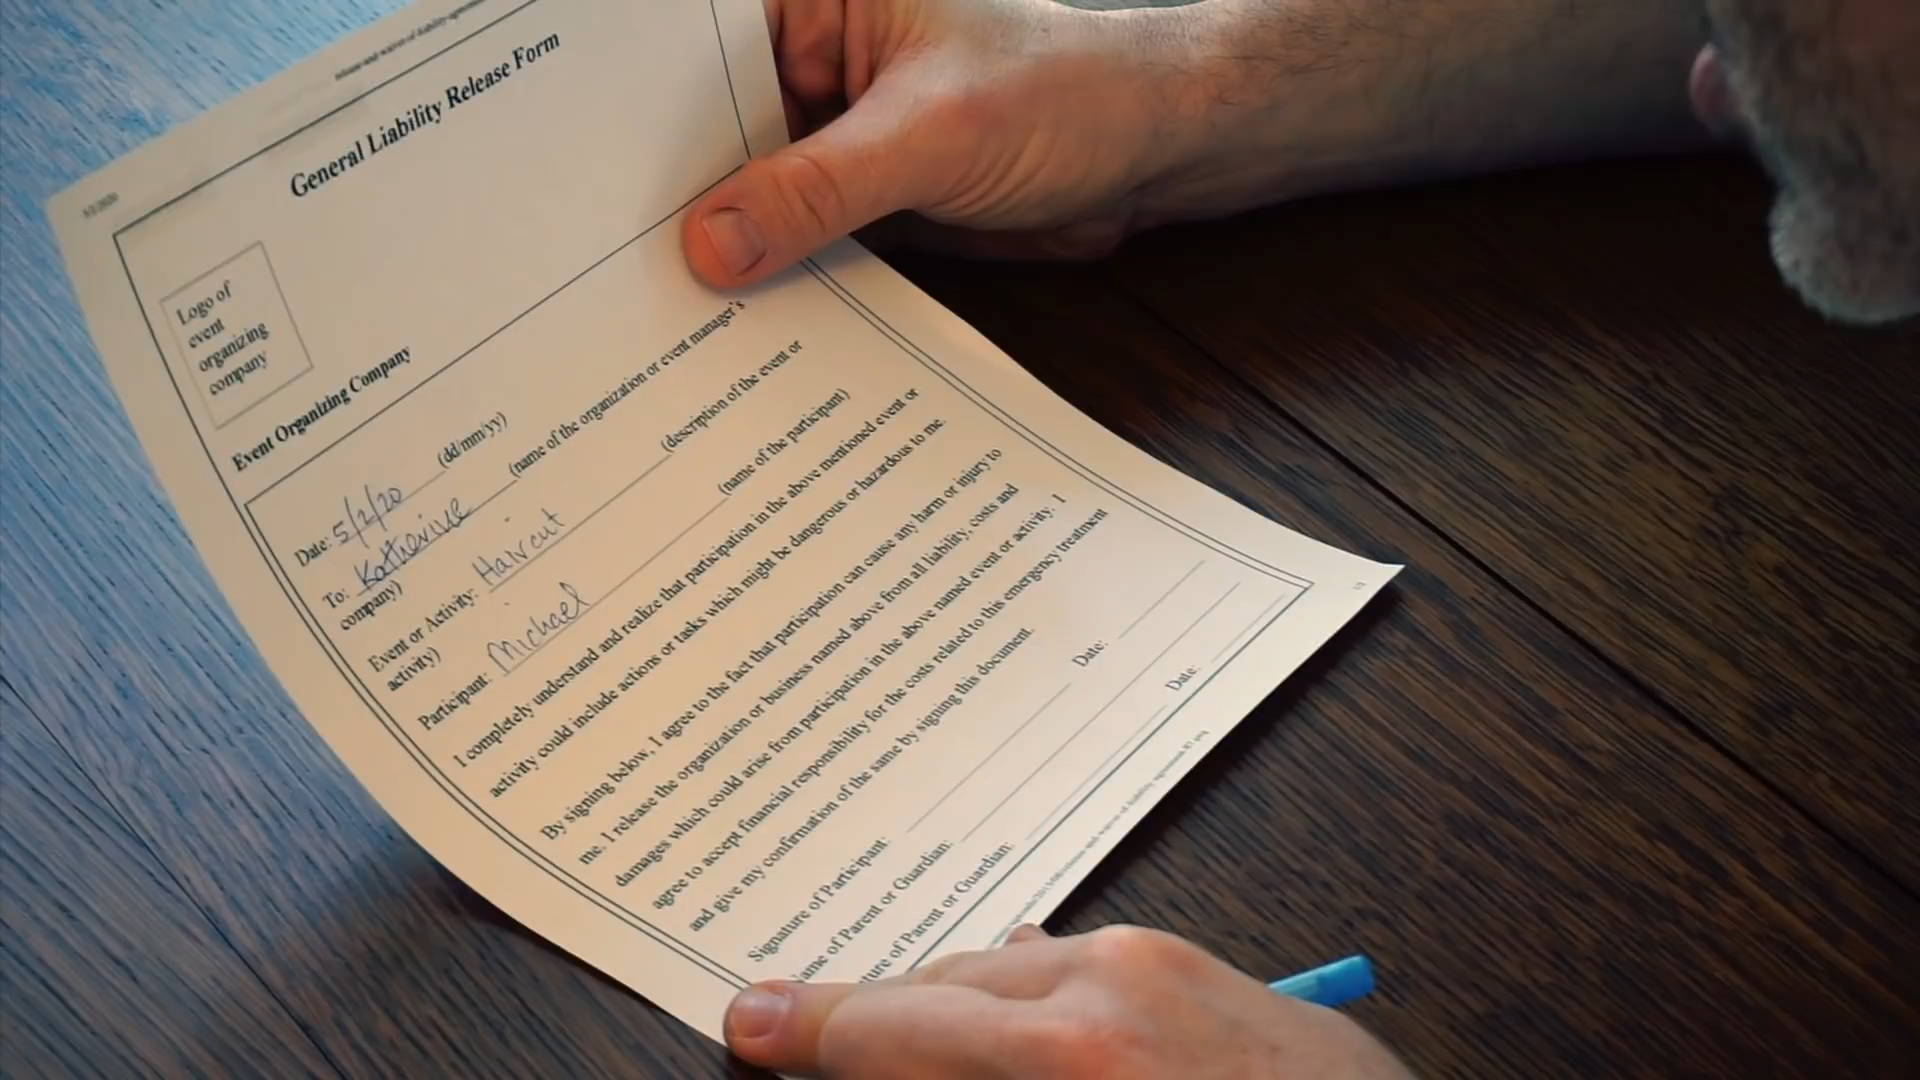 General Liability Release Form
Logo of
event
organizing
company
Event Organizing Company
Date: 5/2/20 (dd/mm/yy)
To: Katherine (name of the organization or event manager's
company)
Event or Activity: Haircut (description of the event or
activity)
Participant: Michael (name of the participant)
I completely understand and realize that participation in the above mentioned event or
activity could include actions or tasks which might be dangerous or hazardous to me.
By signing below, I agree to the fact that participation can cause any harm or injury to
me. I release the organization or business named above from all liability, costs and
damages which could arise from participation in the above named event or activity. I
agree to accept financial responsibility for the costs related to this emergency treatment
and give my confirmation of the same by signing this document.
Signature of Participant: Date:
ame of Parent or Guardian:
ture of Parent or Guardian: Date:
1/1